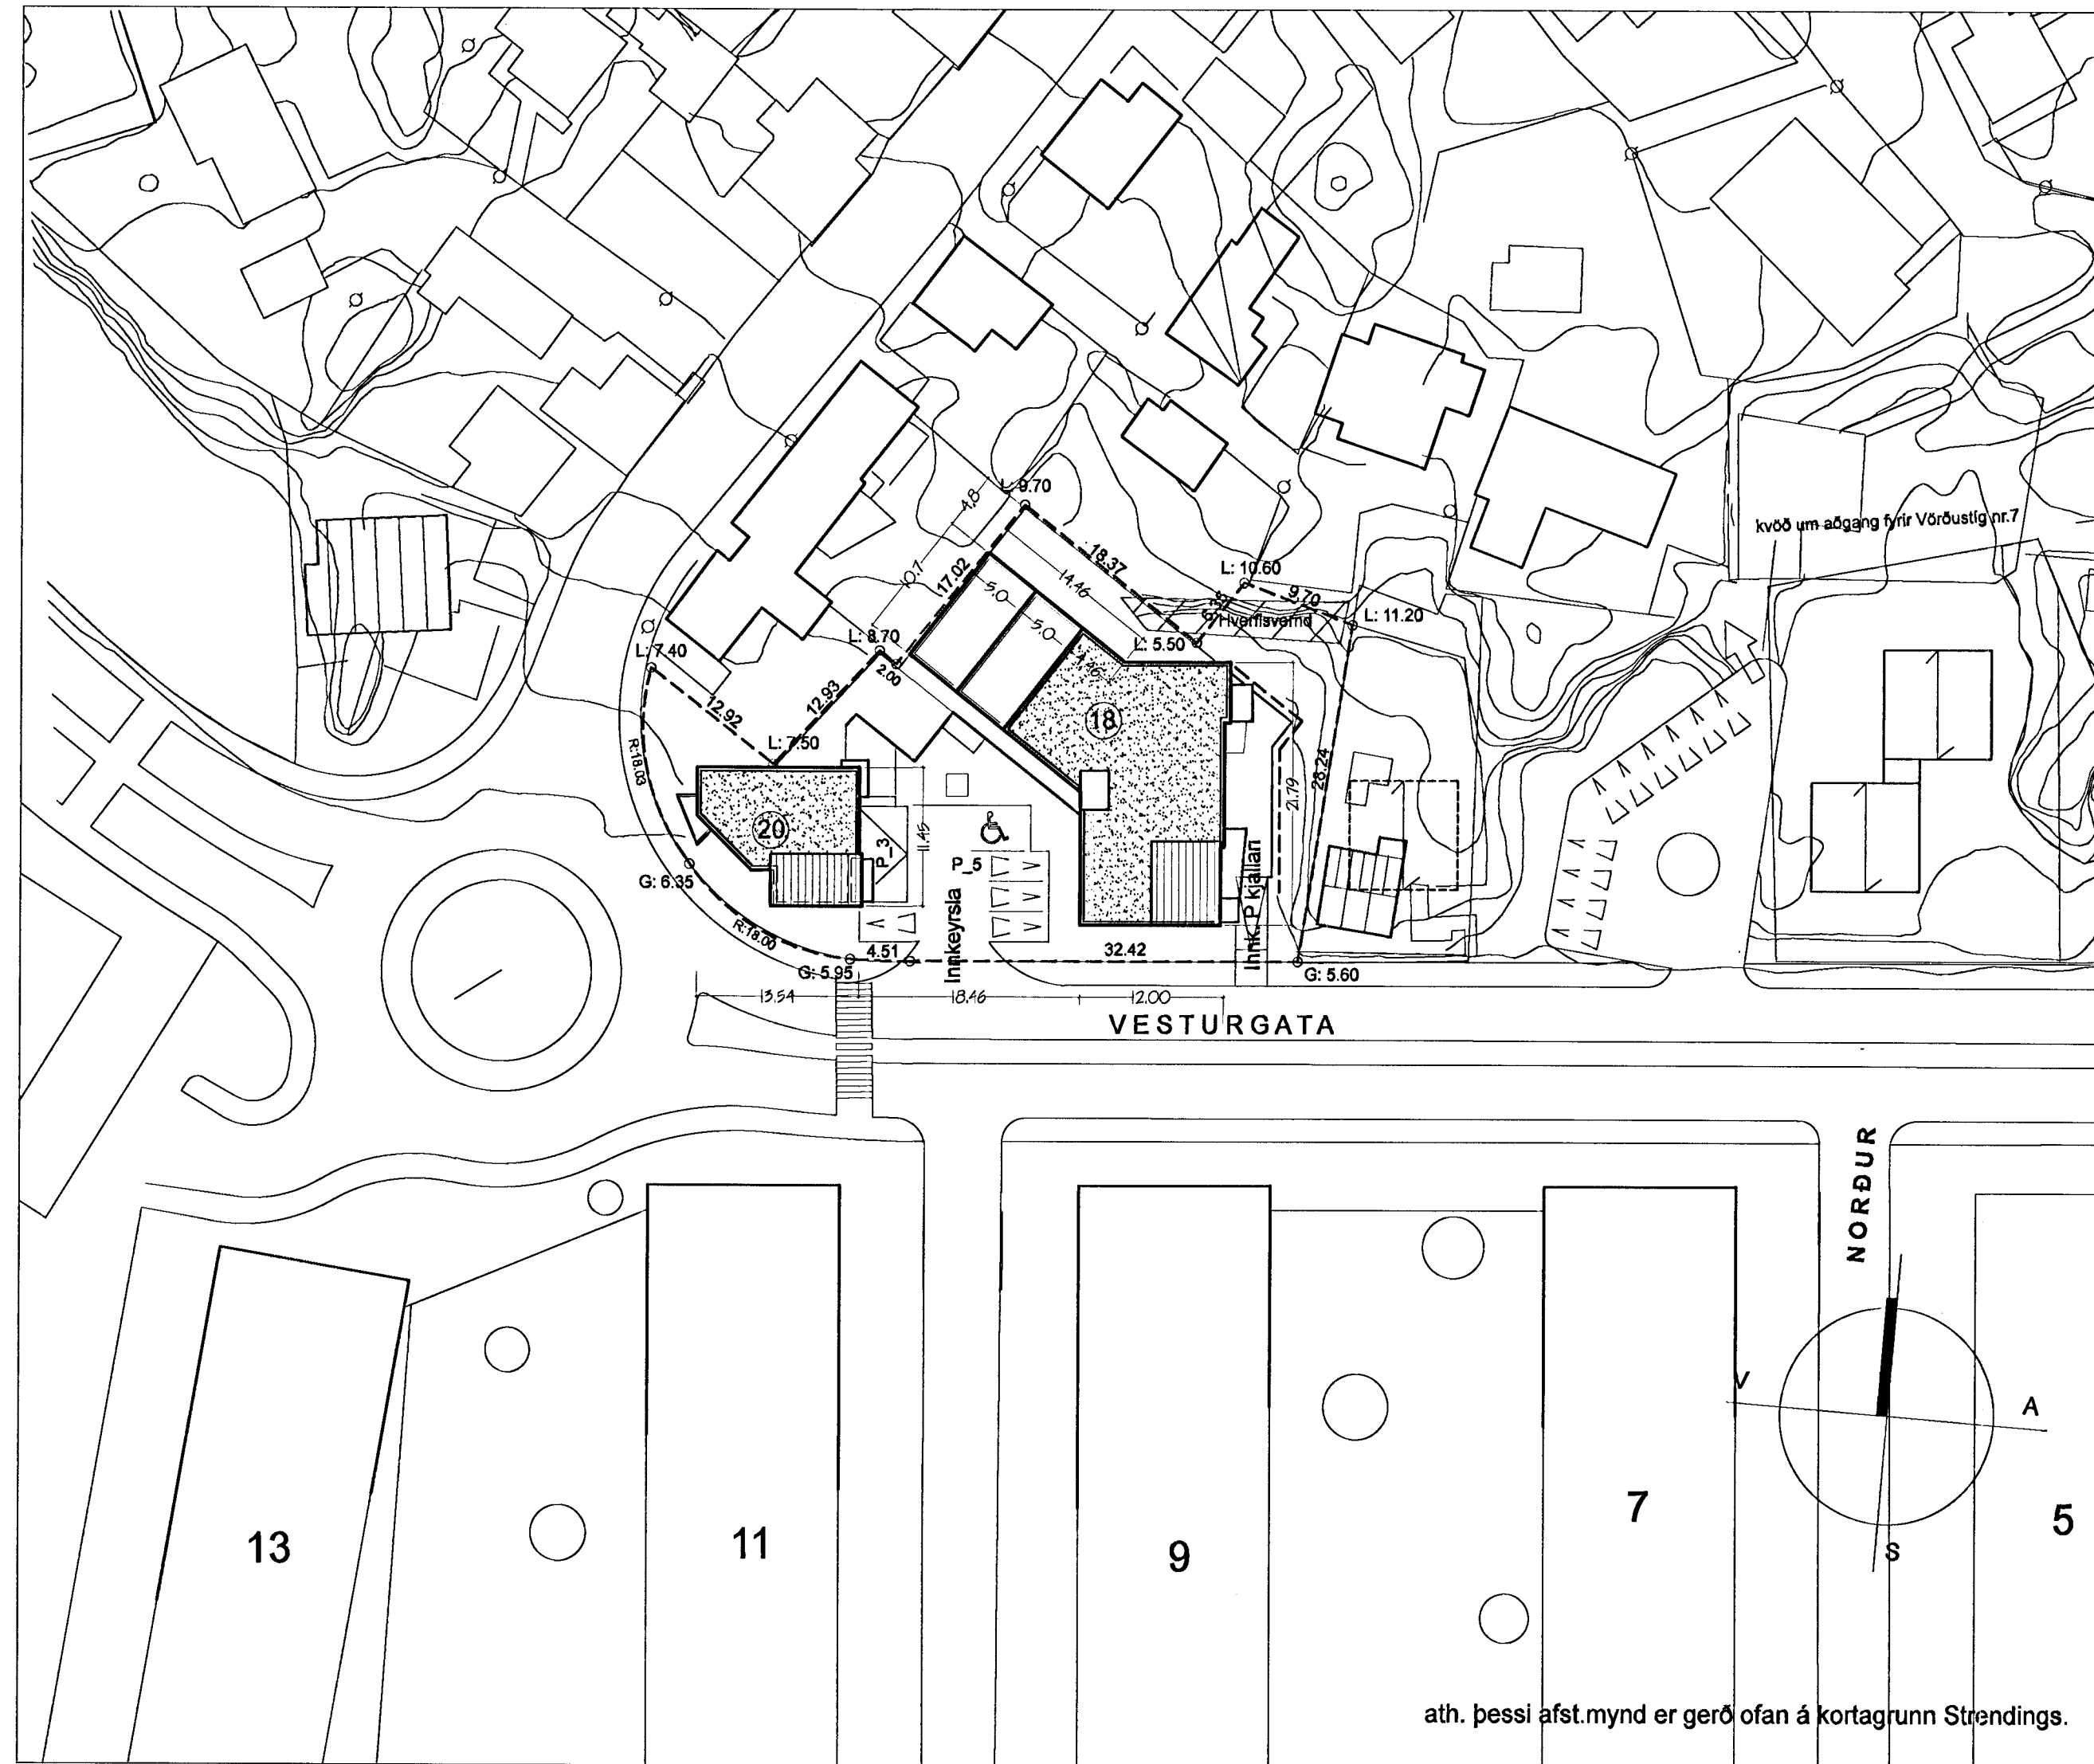 kvöð um aðgang fyrir Vörðustíg nr.7
L: 9.70
4,8
10.7
17.02
18.37
14.46
5.0
5.0
L: 10.60
9.70
L: 11.20
Hverfisvernd
L: 5.50
L: 8.70
2.00
L: 7.40
12.92
12.93
L: 7.50
R:18.03
18
20
21.79
28.24
11.45
P_3
P_5
G: 6.35
R:18.00
Innkeyrsla
Innk. P kjallari
4.51
32.42
G: 5.95
G: 5.60
13.54
18.46
12.00
VESTURGATA
NORÐUR
V
A
S
13
11
9
7
5
ath. þessi afst.mynd er gerð ofan á kortagrunn Strendings.